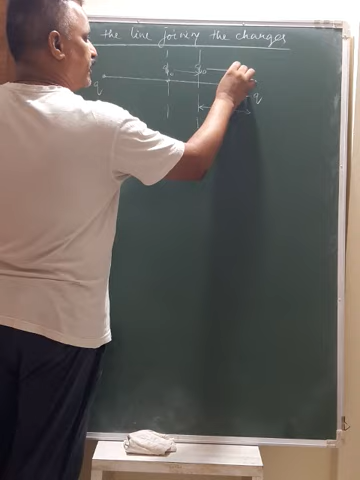 the line joining the charges
q
q